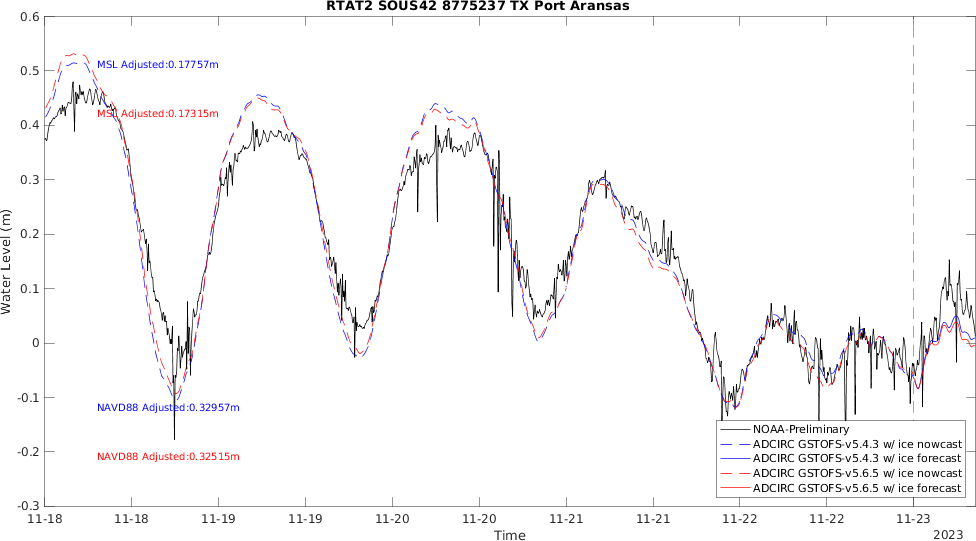 RTAT2 SOUS42 8775237 TX Port Aransas
0.6
0.5
0.4
0.3
0.2
0.1
0
-0.1
-0.2
-0.3
Water Level (m)
MSL Adjusted:0.17757m
MSL Adjusted:0.17315m
NAVD88 Adjusted:0.32957m
NAVD88 Adjusted:0.32515m
NOAA-Preliminary
ADCIRC GSTOFS-v5.4.3 w/ ice nowcast
ADCIRC GSTOFS-v5.4.3 w/ ice forecast
ADCIRC GSTOFS-v5.6.5 w/ ice nowcast
ADCIRC GSTOFS-v5.6.5 w/ ice forecast
11-18 11-18 11-19 11-19 11-20 11-20 11-21 11-21 11-22 11-22 11-23
Time
2023